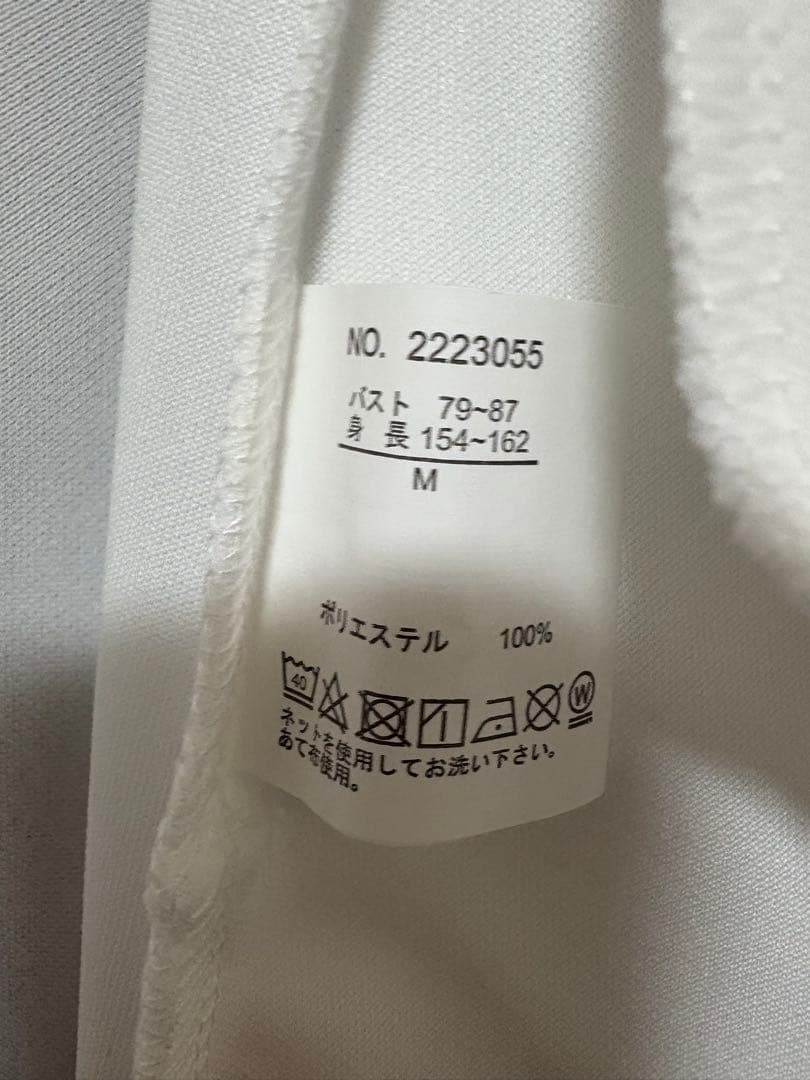 NO. 2223055
バスト 79~87
身長 154~162
M
ポリエステル 100%
40
W
ネットを使用してお洗い下さい。
あて布使用。